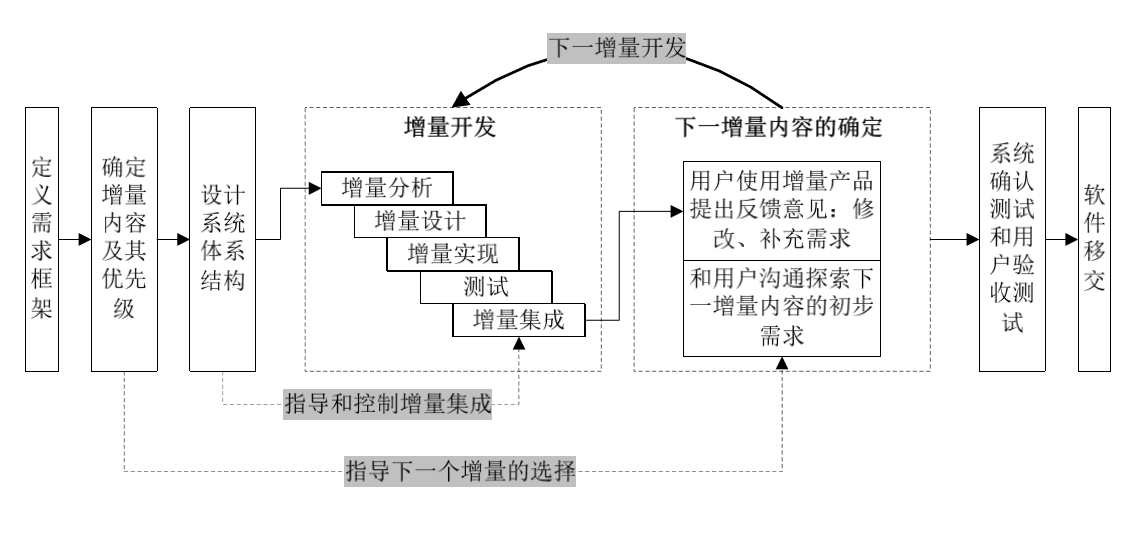 下一增量开发
定
义
需
求
框
架
确定
增量
内容
及其
优先
级
设计
系统
体系
结构
增量开发
增量分析
增量设计
增量实现
测试
增量集成
下一增量内容的确定
用户使用增量产品
提出反馈意见：修
改、补充需求
和用户沟通探索下
一增量内容的初步
需求
系统
确认
测试
和用
户验
收测
试
软
件
移
交
指导和控制增量集成
指导下一个增量的选择